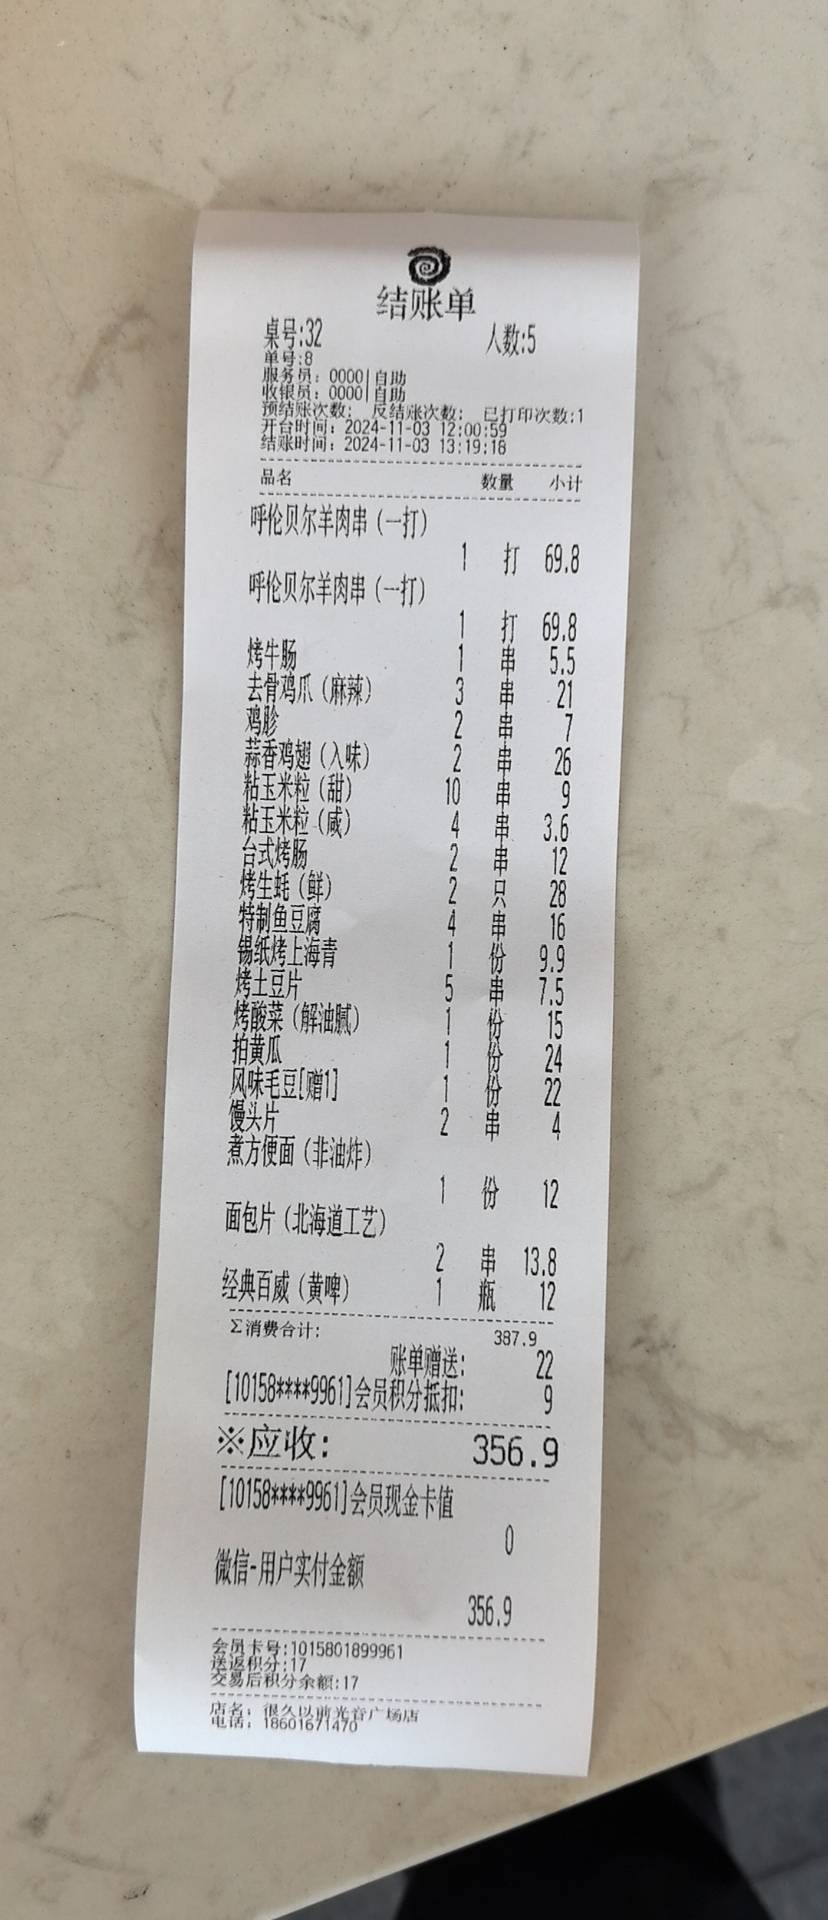 结账单
桌号:32 人数:5
单号:8
服务员: 0000|自助
收银员: 0000|自助
预结账次数: 反结账次数: 已打印次数:1
开台时间: 2024-11-03 12:00:59
结账时间: 2024-11-03 13:19:18
品名 数量 小计
呼伦贝尔羊肉串(一打)
1 打 69.8
呼伦贝尔羊肉串(一打)
1 打 69.8
烤牛肠 1 串 5.5
去骨鸡爪(麻辣) 3 串 21
鸡胗 2 串 7
蒜香鸡翅(入味) 2 串 26
粘玉米粒(甜) 10 串 9
粘玉米粒(咸) 4 串 3.6
台式烤肠 2 串 12
烤生蚝(鲜) 2 只 28
特制鱼豆腐 4 串 16
锡纸烤上海青 1 份 9.9
烤土豆片 5 串 7.5
烤酸菜(解油腻) 1 份 15
拍黄瓜 1 份 24
风味毛豆[赠1] 1 份 22
馒头片 2 串 4
煮方便面(非油炸)
1 份 12
面包片(北海道工艺)
2 串 13.8
经典百威(黄啤) 1 瓶 12
Σ消费合计: 387.9
账单赠送: 22
[10158****9961]会员积分抵扣: 9
※应收: 356.9
[10158****9961]会员现金卡值
0
微信-用户实付金额
356.9
会员卡号:1015801899961
送返积分:17
交易后积分余额:17
店名: 很久以前光音广场店
电话: 18601671470